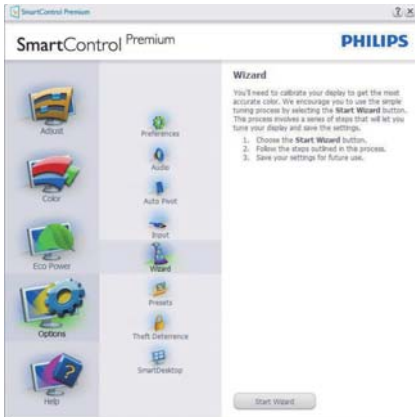 SmartControl Premium
SmartControl Premium
PHILIPS
Adjust
Color
Eco Power
Options
Help
Preferences
Audio
Auto Pivot
Input
Wizard
Presets
Theft Deterrence
SmartDesktop
Wizard
You'll need to calibrate your display to get the most
accurate color. We encourage you to use the simple
tuning process by selecting the Start Wizard button.
This process involves a series of steps that will let you
tune your display and save the settings.
1. Choose the Start Wizard button.
2. Follow the steps outlined in the process.
3. Save your settings for future use.
Start Wizard